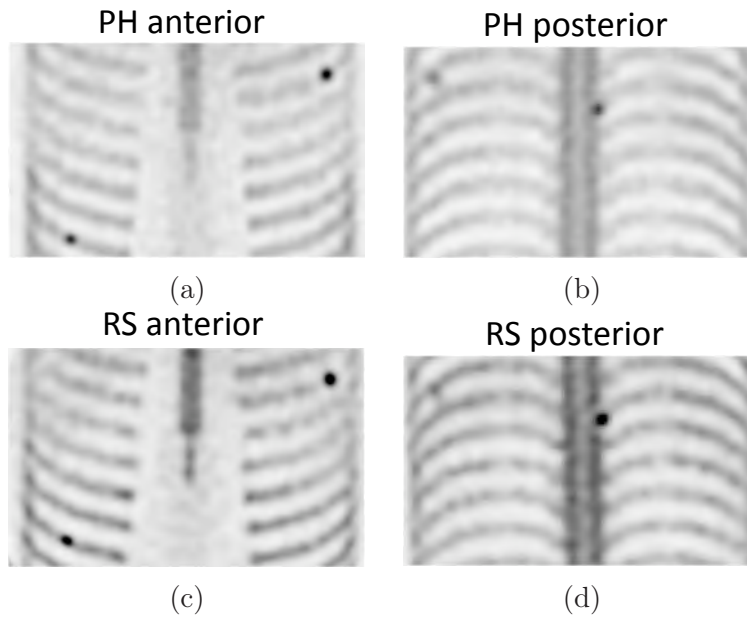 PH anterior
PH posterior
(a)
(b)
RS anterior
RS posterior
(c)
(d)